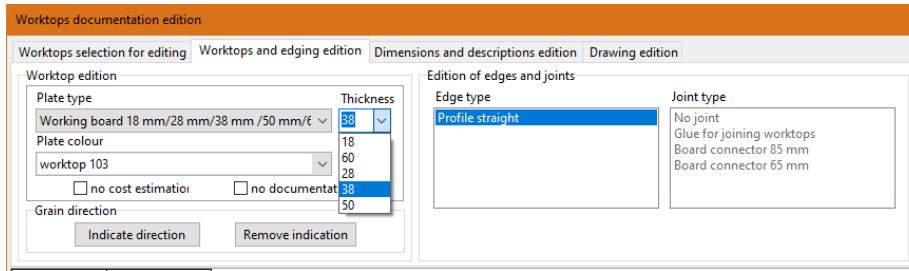 Worktops documentation edition
Worktops selection for editing Worktops and edging edition Dimensions and descriptions edition Drawing edition
Worktop edition
Plate type Thickness
Working board 18 mm/28 mm/38 mm /50 mm/6 38
18
60
28
38
50
Plate colour
worktop 103
no cost estimation no documentat
Grain direction
Indicate direction Remove indication
Edition of edges and joints
Edge type
Profile straight
Joint type
No joint
Glue for joining worktops
Board connector 85 mm
Board connector 65 mm